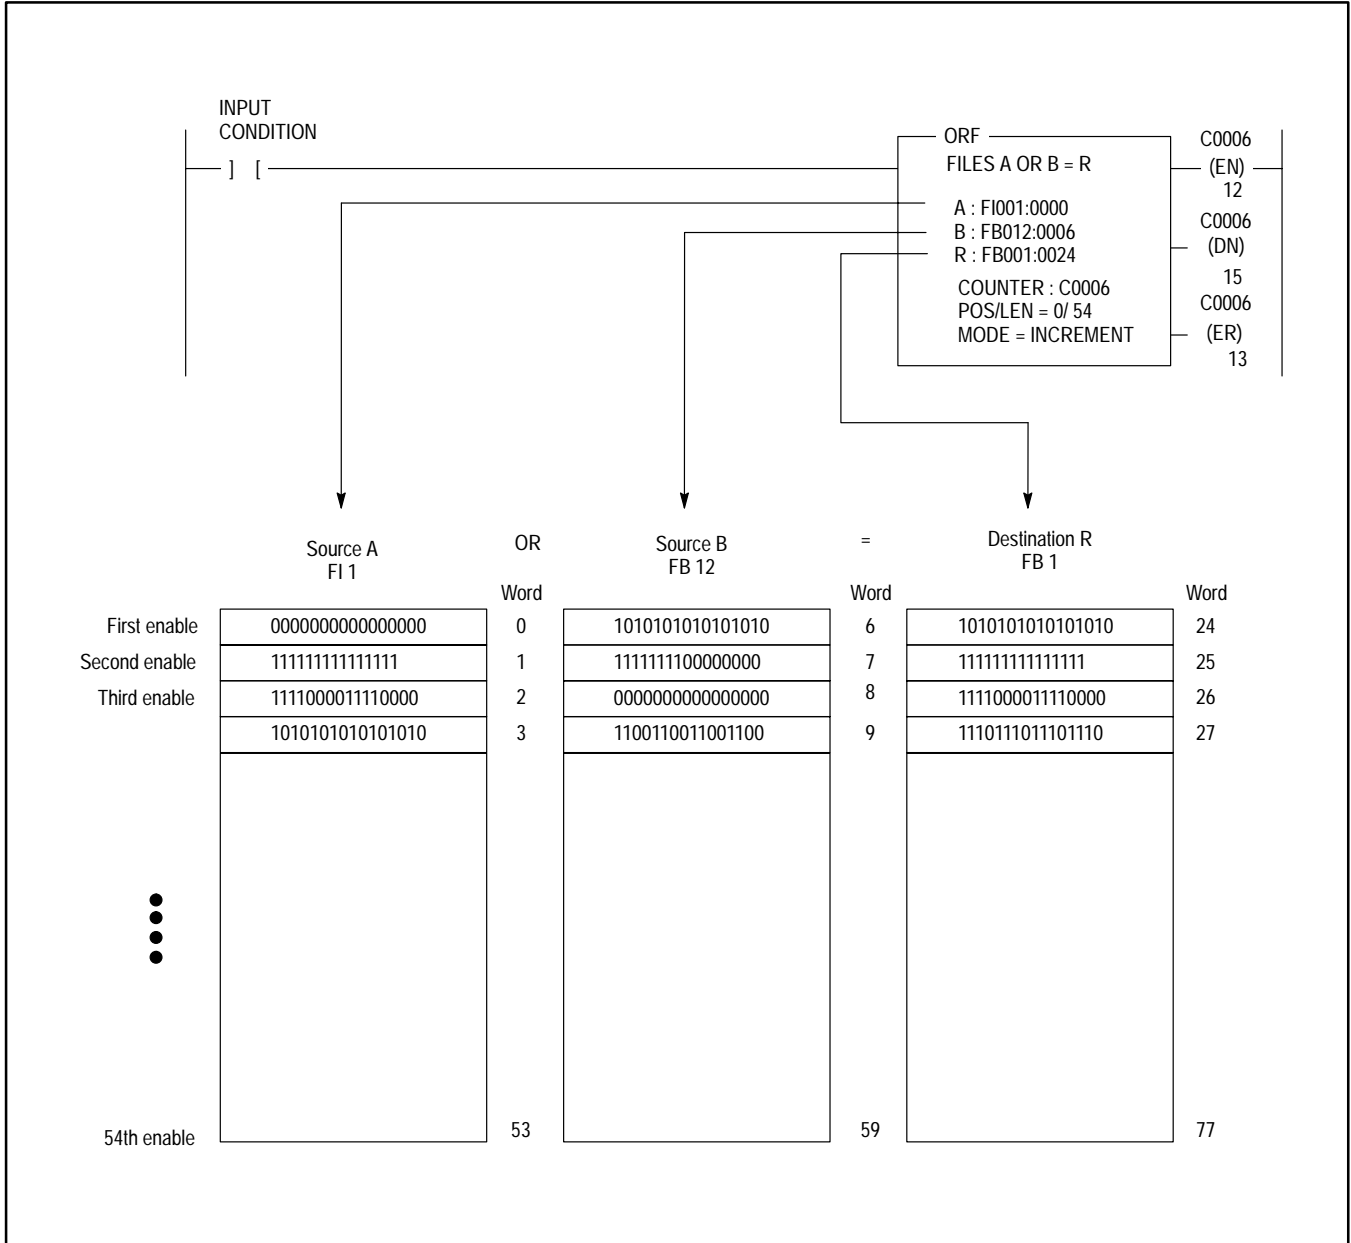 INPUT
CONDITION
] [
ORF
FILES A OR B = R
A : FI001:0000
B : FB012:0006
R : FB001:0024
COUNTER : C0006
POS/LEN = 0/ 54
MODE = INCREMENT
C0006
(EN)
12
C0006
(DN)
15
C0006
(ER)
13
Source A
FI 1
OR
Source B
FB 12
=
Destination R
FB 1
Word Word Word
First enable 0000000000000000 0 1010101010101010 6 1010101010101010 24
Second enable 111111111111111 1 1111111100000000 7 111111111111111 25
Third enable 1111000011110000 2 0000000000000000 8 1111000011110000 26
1010101010101010 3 1100110011001100 9 1110111011101110 27
54th enable 53 59 77